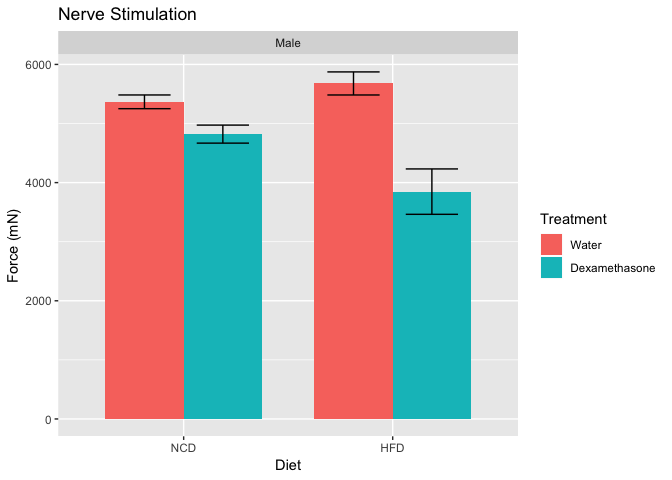 Nerve Stimulation
Male
6000
4000
2000
0
Force (mN)
NCD
HFD
Diet
Treatment
Water
Dexamethasone